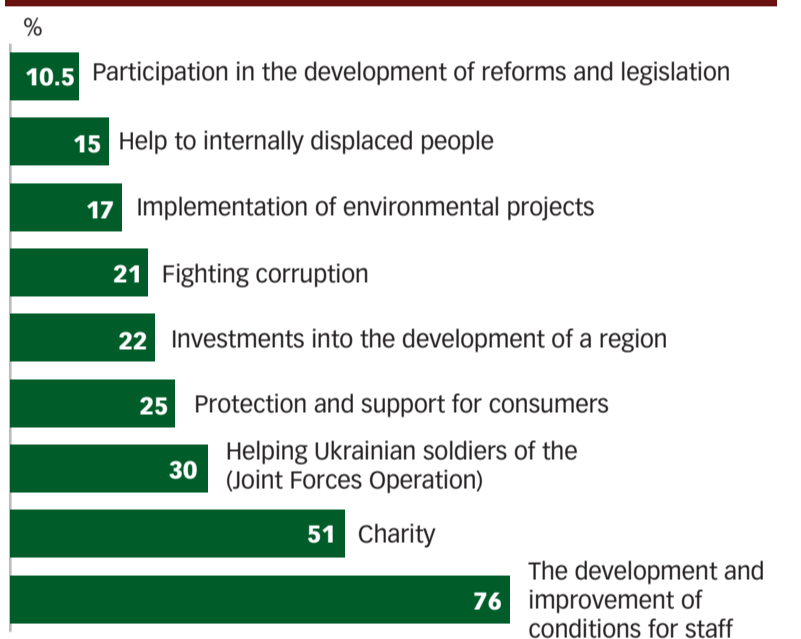 %
10.5 Participation in the development of reforms and legislation
15 Help to internally displaced people
17 Implementation of environmental projects
21 Fighting corruption
22 Investments into the development of a region
25 Protection and support for consumers
30 Helping Ukrainian soldiers of the
(Joint Forces Operation)
51 Charity
76 The development and
improvement of
conditions for staff